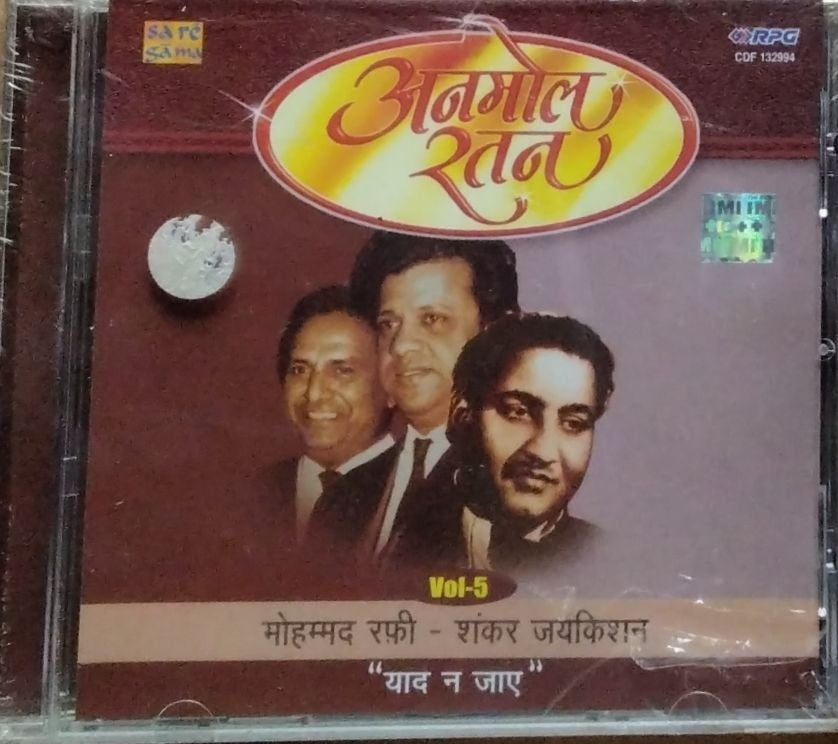 sa re
ga ma
RPG
CDF 132994
अनमोल
रतन
Vol-5
मोहम्मद रफ़ी - शंकर जयकिशन
"याद न जाए"